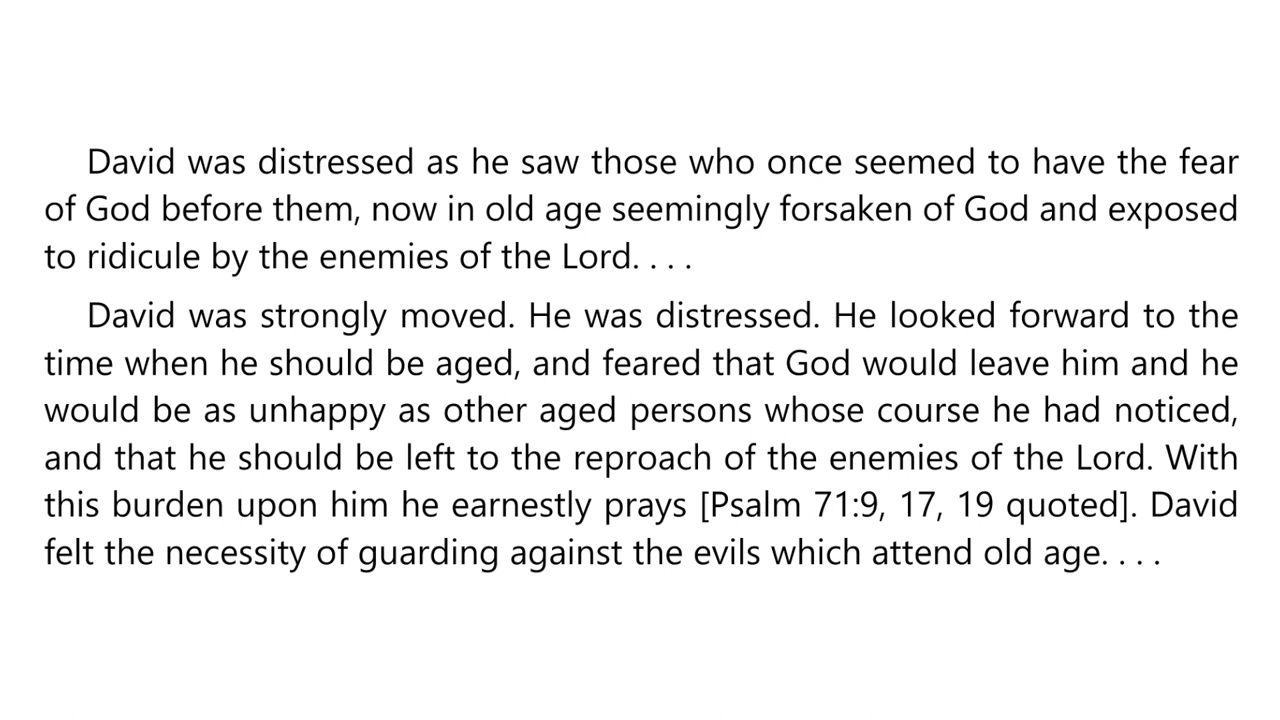 David was distressed as he saw those who once seemed to have the fear
of God before them, now in old age seemingly forsaken of God and exposed
to ridicule by the enemies of the Lord. . . .
David was strongly moved. He was distressed. He looked forward to the
time when he should be aged, and feared that God would leave him and he
would be as unhappy as other aged persons whose course he had noticed,
and that he should be left to the reproach of the enemies of the Lord. With
this burden upon him he earnestly prays [Psalm 71:9, 17, 19 quoted]. David
felt the necessity of guarding against the evils which attend old age. . . .